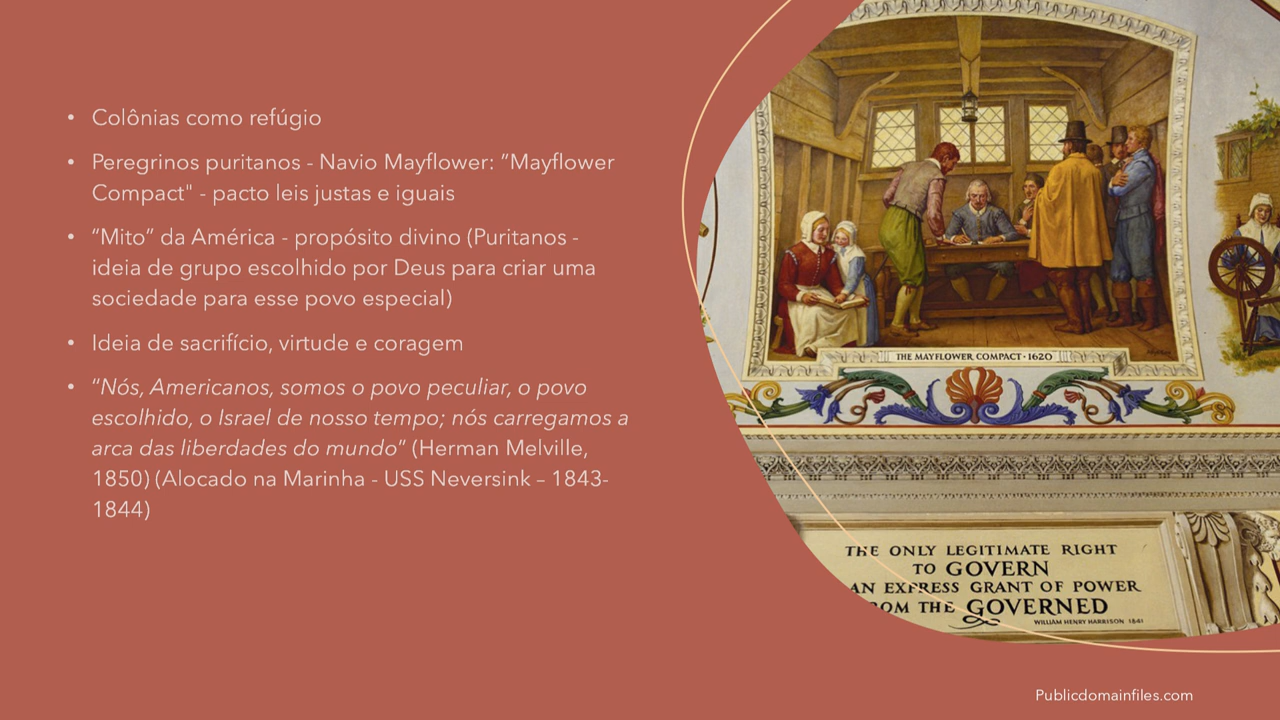 • Colônias como refúgio
• Peregrinos puritanos - Navio Mayflower: “Mayflower
Compact" - pacto leis justas e iguais
• “Mito” da América - propósito divino (Puritanos -
ideia de grupo escolhido por Deus para criar uma
sociedade para esse povo especial)
• Ideia de sacrifício, virtude e coragem
• “Nós, Americanos, somos o povo peculiar, o povo
escolhido, o Israel de nosso tempo; nós carregamos a
arca das liberdades do mundo” (Herman Melville,
1850) (Alocado na Marinha - USS Neversink – 1843-
1844)
THE MAYFLOWER COMPACT · 1620
THE ONLY LEGITIMATE RIGHT
TO GOVERN
AN EXPRESS GRANT OF POWER
OM THE GOVERNED
WILLIAM HENRY HARRISON 1841
Publicdomainfiles.com